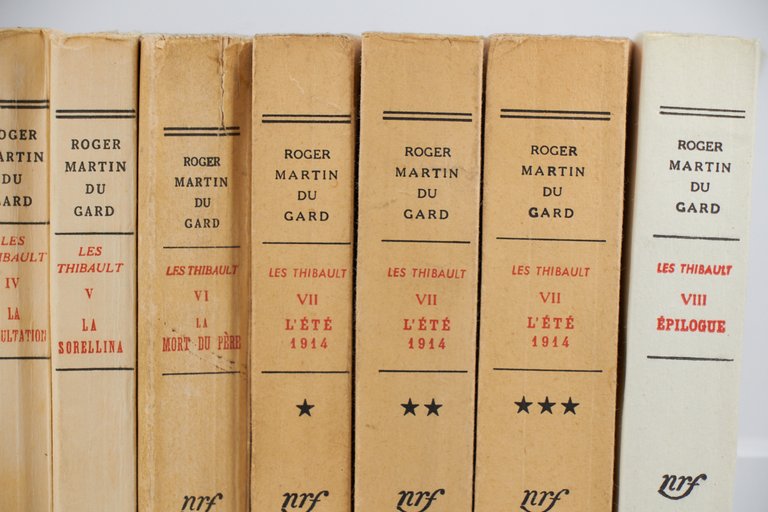 MARTIN
DU
LES
IV
LA
ROGER
MARTIN
DU
GARD
LES
THIBAULT
V
LA
SORELLINA
ROGER
MARTIN
DU
GARD
LES THIBAULT
VI
LA
MORT DU PÈRE
nrf
ROGER
MARTIN
DU
GARD
LES THIBAULT
VII
L'ÉTÉ
1914
★
nrf
ROGER
MARTIN
DU
GARD
LES THIBAULT
VII
L'ÉTÉ
1914
★★
nrf
ROGER
MARTIN
DU
GARD
LES THIBAULT
VII
L'ÉTÉ
1914
★★★
nrf
ROGER
MARTIN
DU
GARD
LES THIBAULT
VIII
ÉPILOGUE
nrf